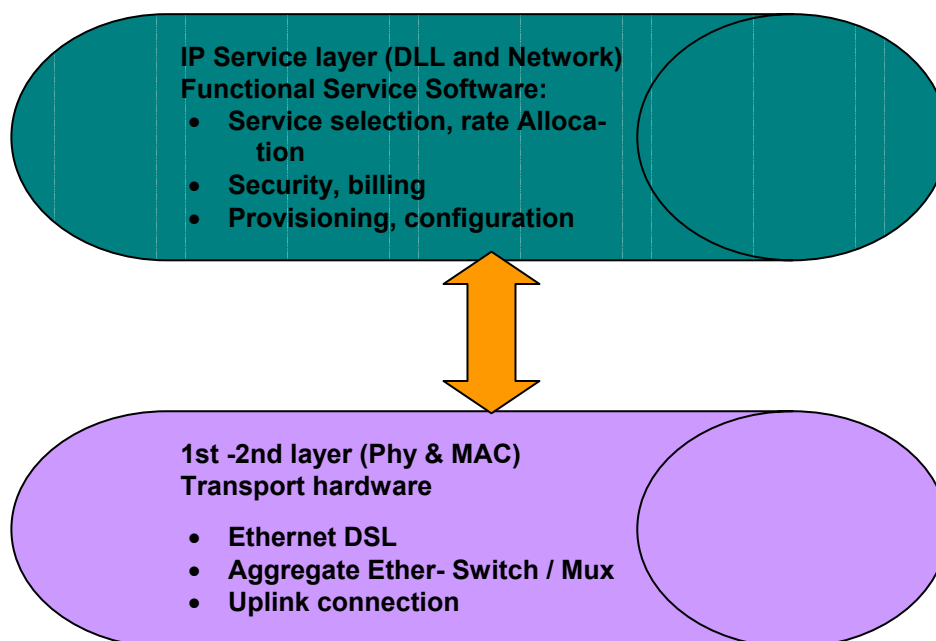 IP Service layer (DLL and Network)
Functional Service Software:
• Service selection, rate Alloca-
tion
• Security, billing
• Provisioning, configuration
1st -2nd layer (Phy & MAC)
Transport hardware
• Ethernet DSL
• Aggregate Ether- Switch / Mux
• Uplink connection